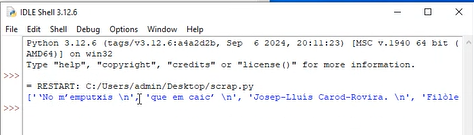 IDLE Shell 3.12.6
File Edit Shell Debug Options Window Help
Python 3.12.6 (tags/v3.12.6:a4a2d2b, Sep  6 2024, 20:11:23) [MSC v.1940 64 bit (
AMD64)] on win32
Type "help", "copyright", "credits" or "license()" for more information.
>>>
= RESTART: C:/Users/admin/Desktop/scrap.py
['‘No m’emputxis \n', 'que em caic’ \n', 'Josep-Lluís Carod-Rovira. \n', 'Filòle
>>>